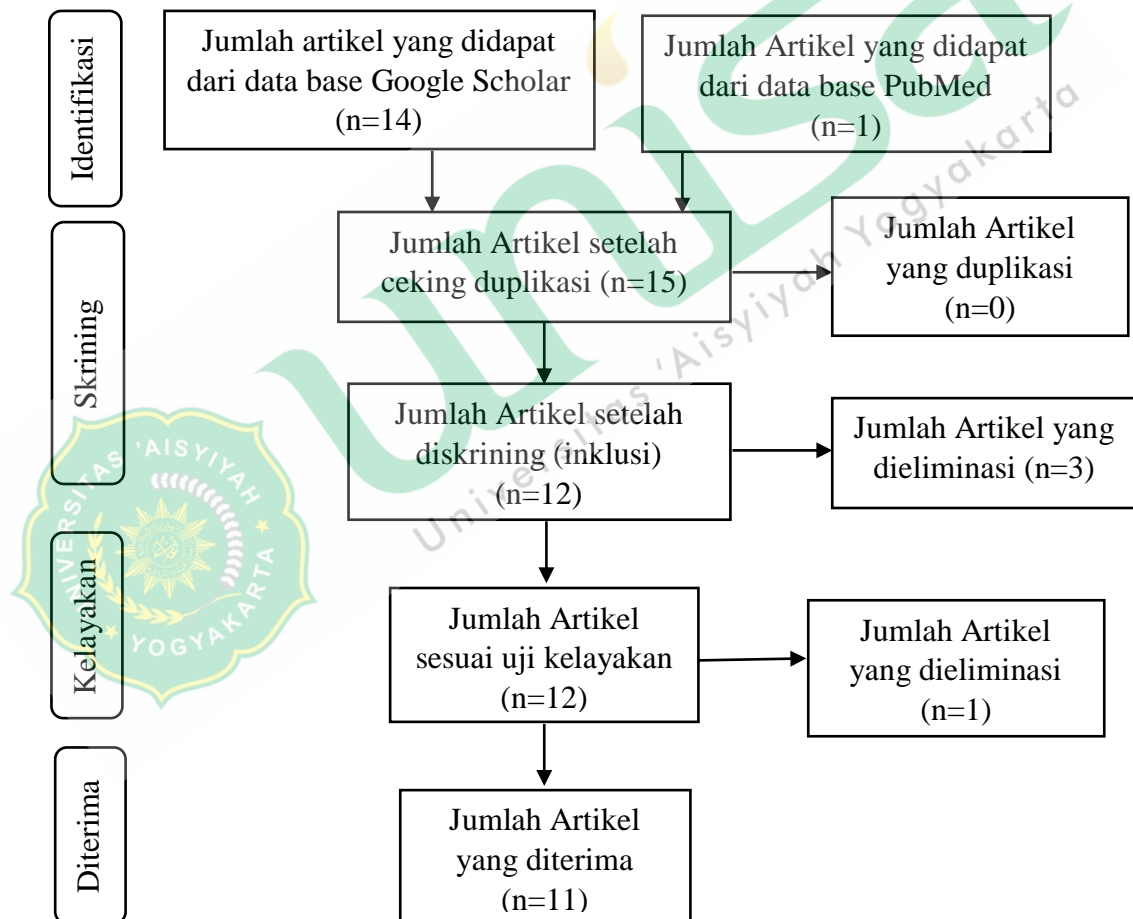 Identifikasi
Jumlah artikel yang didapat
dari data base Google Scholar
(n=14)
Jumlah Artikel yang didapat
dari data base PubMed
(n=1)
Skrining
Jumlah Artikel setelah
ceking duplikasi (n=15)
Jumlah Artikel
yang duplikasi
(n=0)
Jumlah Artikel setelah
diskrining (inklusi)
(n=12)
Jumlah Artikel yang
dieliminasi (n=3)
Kelayakan
Jumlah Artikel
sesuai uji kelayakan
(n=12)
Jumlah Artikel
yang dieliminasi
(n=1)
Diterima
Jumlah Artikel
yang diterima
(n=11)
unisa
Universitas 'Aisyiyah Yogyakarta
UNIVERSITAS 'AISYIYAH
YOGYAKARTA